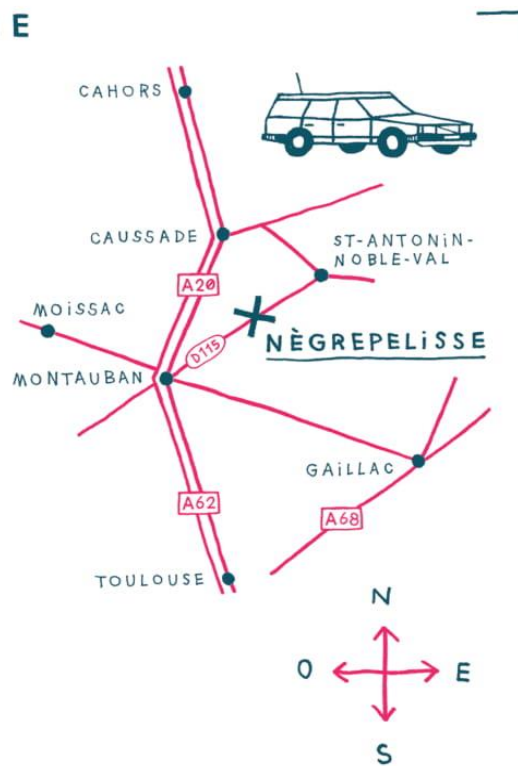 E
CAHORS
CAUSSADE
ST-ANTONiN-
NOBLE-VAL
A20
MOiSSAC
D115
NÈGREPELiSSE
MONTAUBAN
GAiLLAC
A62
A68
TOULOUSE
N
O
E
S